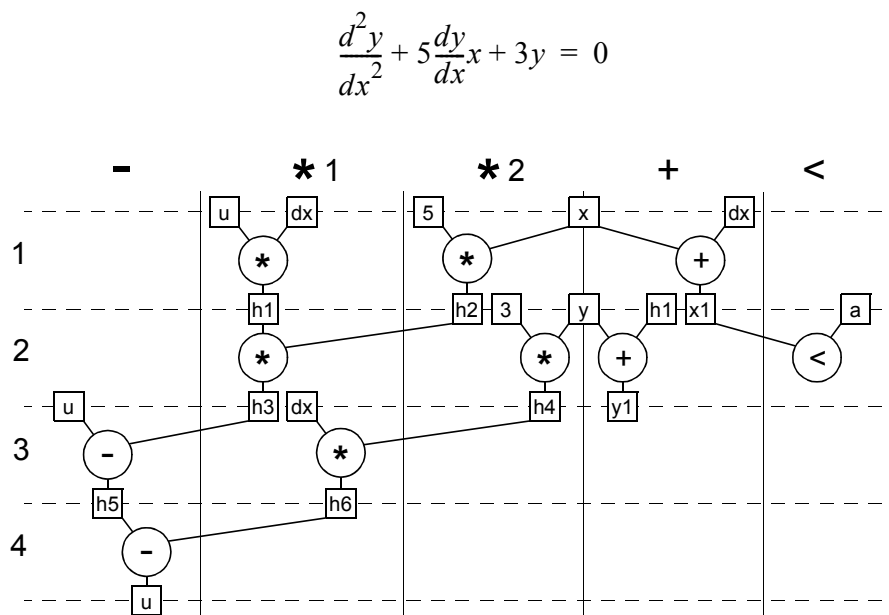 d²y/dx² + 5 dy/dx x + 3y = 0
- * 1 * 2 + <
u dx 5 x dx
1 * * +
h1 h2 3 y h1 x1 a
2 * * + <
u h3 dx h4 y1
3 - *
h5 h6
4 -
u